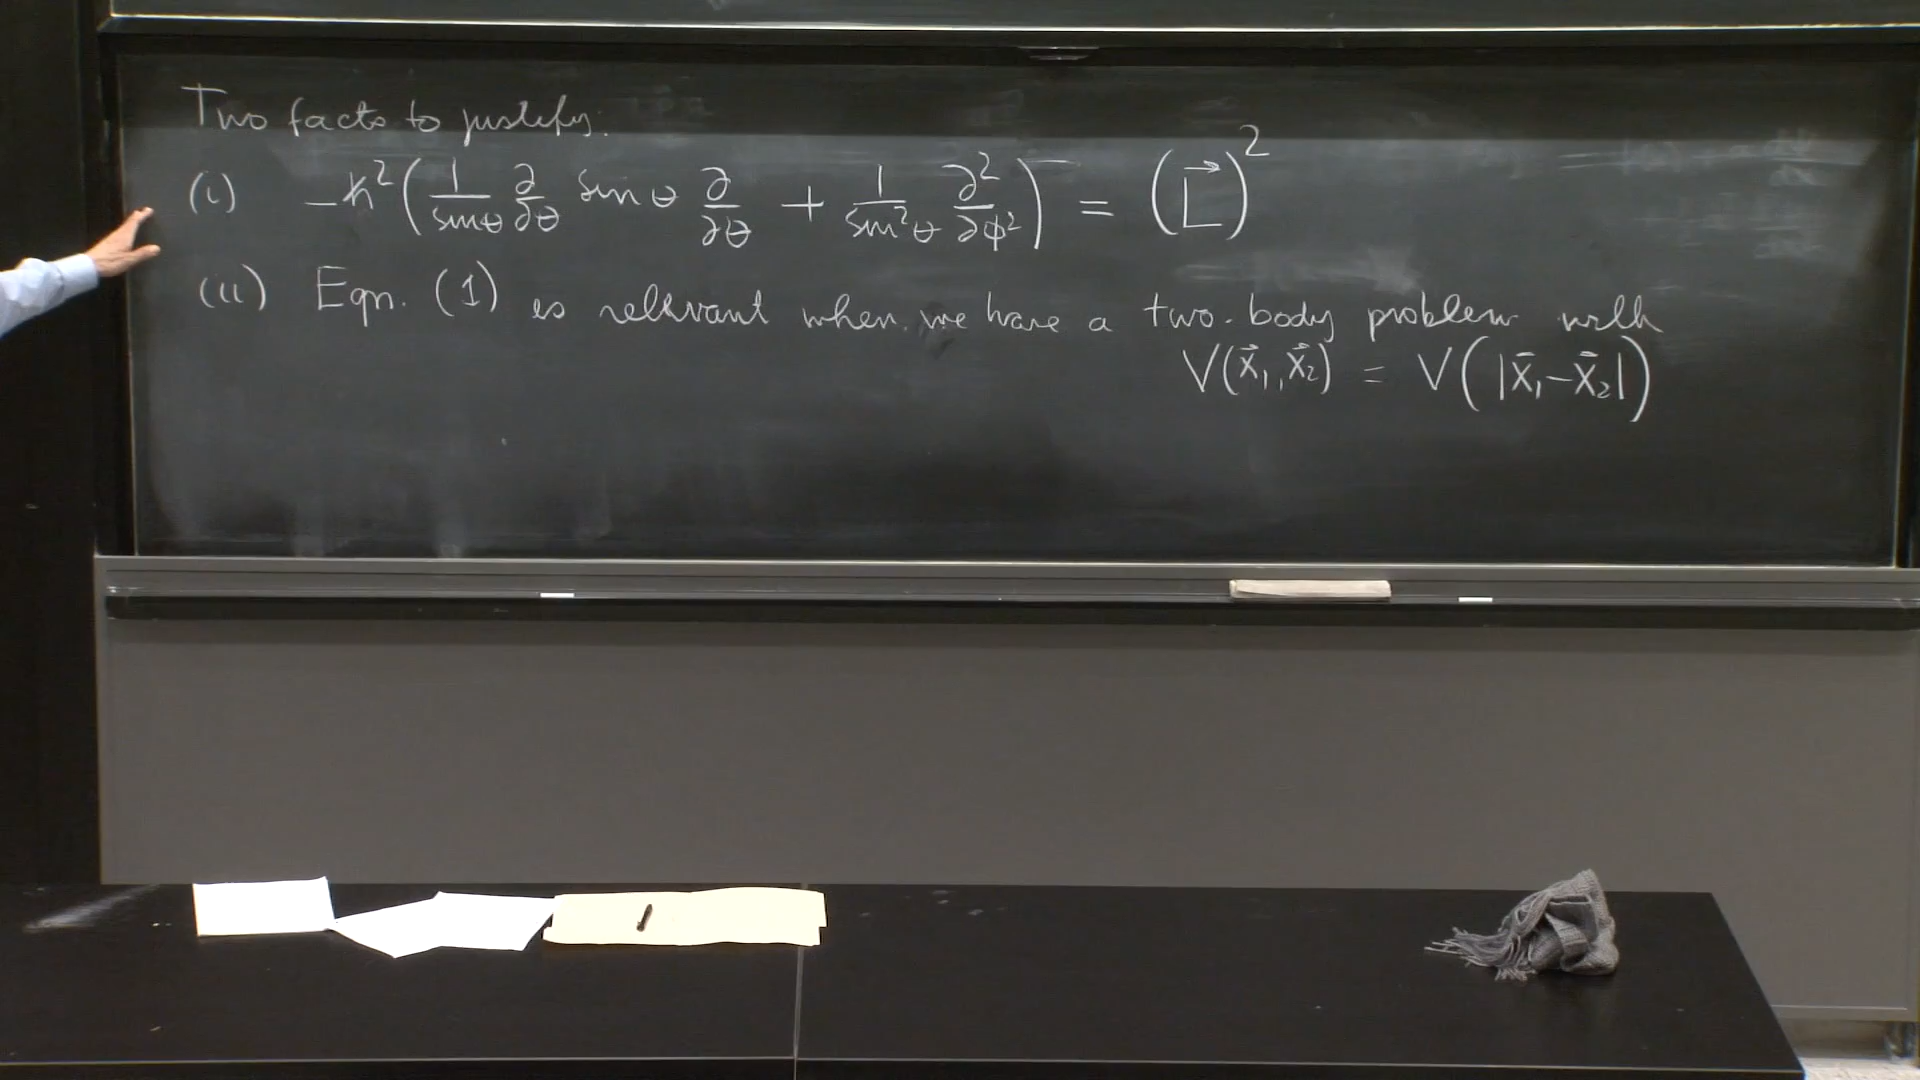 Two facts to justify:
(i) -ħ² ( 1/sinθ ∂/∂θ sinθ ∂/∂θ + 1/sin²θ ∂²/∂φ² ) = (L⃗)²
(ii) Eqn. (1) is relevant when we have a two-body problem with
V(x⃗₁, x⃗₂) = V( |x⃗₁-x⃗₂| )